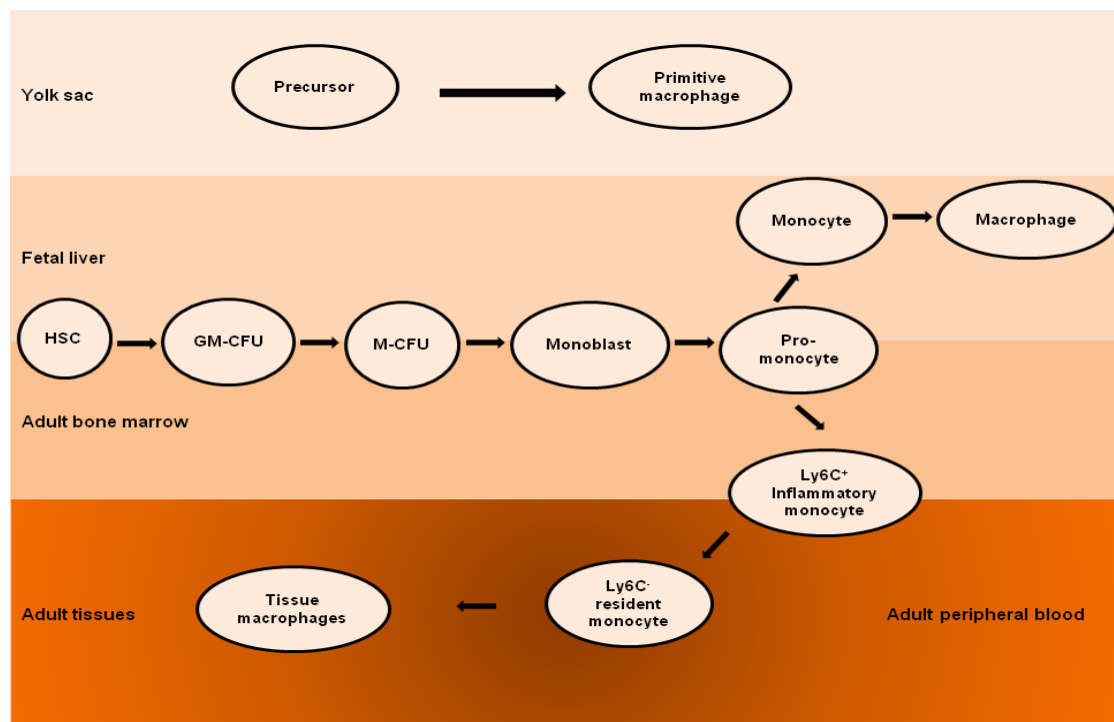 Yolk sac
Precursor
Primitive
macrophage
Monocyte
Macrophage
Fetal liver
HSC
GM-CFU
M-CFU
Monoblast
Pro-
monocyte
Adult bone marrow
Ly6C⁺
Inflammatory
monocyte
Adult tissues
Tissue
macrophages
Ly6C⁻
resident
monocyte
Adult peripheral blood